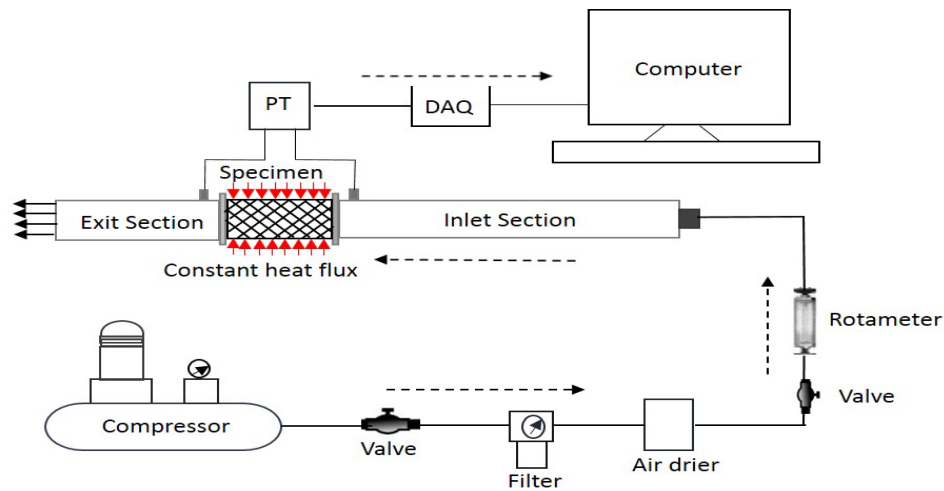 Computer
PT
DAQ
Specimen
Exit Section
Inlet Section
Constant heat flux
Rotameter
Valve
Compressor
Valve
Filter
Air drier